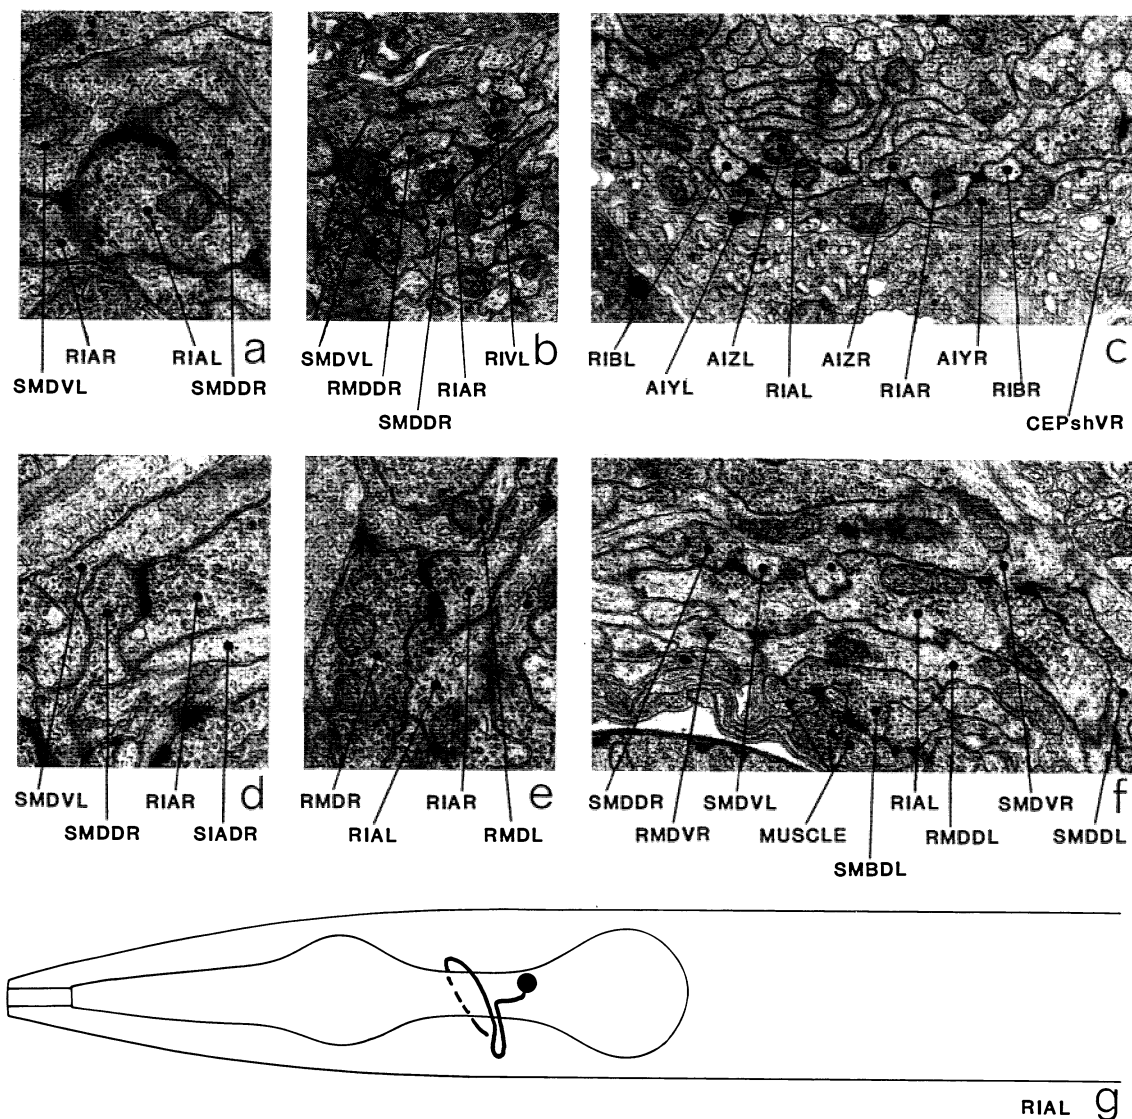 RIAR RIAL a
SMDVL SMDDR
SMDVL RIVL b
RMDDR RIAR
SMDDR
RIBL AIZL AIZR AIYR c
AIYL RIAL RIAR RIBR
CEPshVR
SMDVL RIAR d
SMDDR SIADR
RMDR RIAR e
RIAL RMDL
SMDDR SMDVL RIAL SMDVR f
RMDVR MUSCLE RMDDL SMDDL
SMBDL
RIAL g